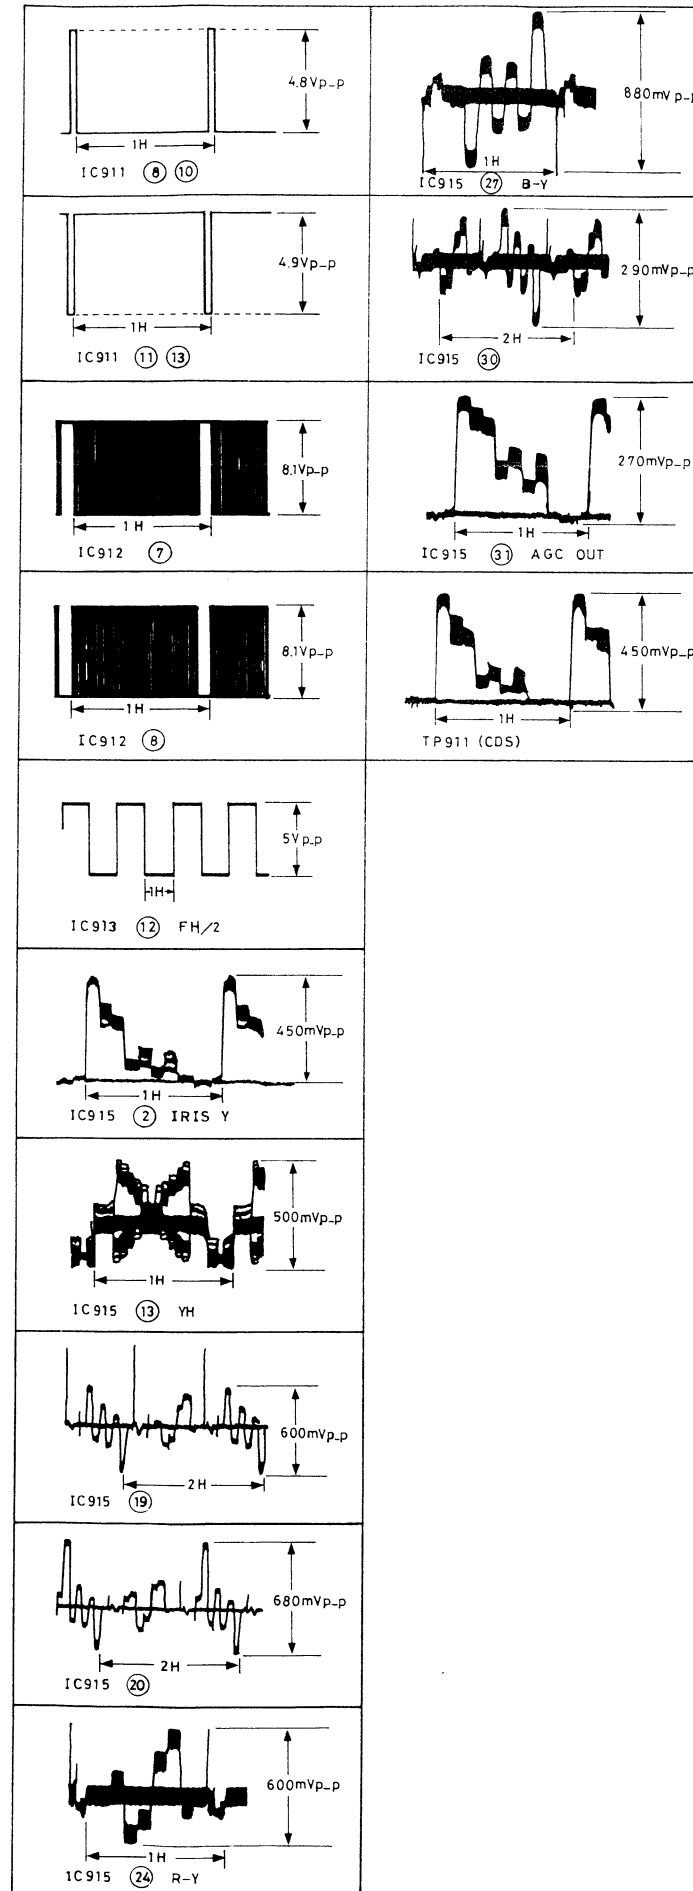 4.8Vp-p
1H
IC911 ⑧ ⑩
4.9Vp-p
1H
IC911 ⑪ ⑬
8.1Vp-p
1H
IC912 ⑦
8.1Vp-p
1H
IC912 ⑧
5Vp-p
1H
IC913 ⑫ FH/2
450mVp-p
1H
IC915 ② IRIS Y
500mVp-p
1H
IC915 ⑬ YH
600mVp-p
2H
IC915 ⑲
680mVp-p
2H
IC915 ⑳
600mVp-p
1H
1C915 ㉔ R-Y
880mVp-p
1H
IC915 ㉗ B-Y
290mVp-p
2H
IC915 ㉚
270mVp-p
1H
IC915 ㉛ AGC OUT
450mVp-p
1H
TP911 (CDS)